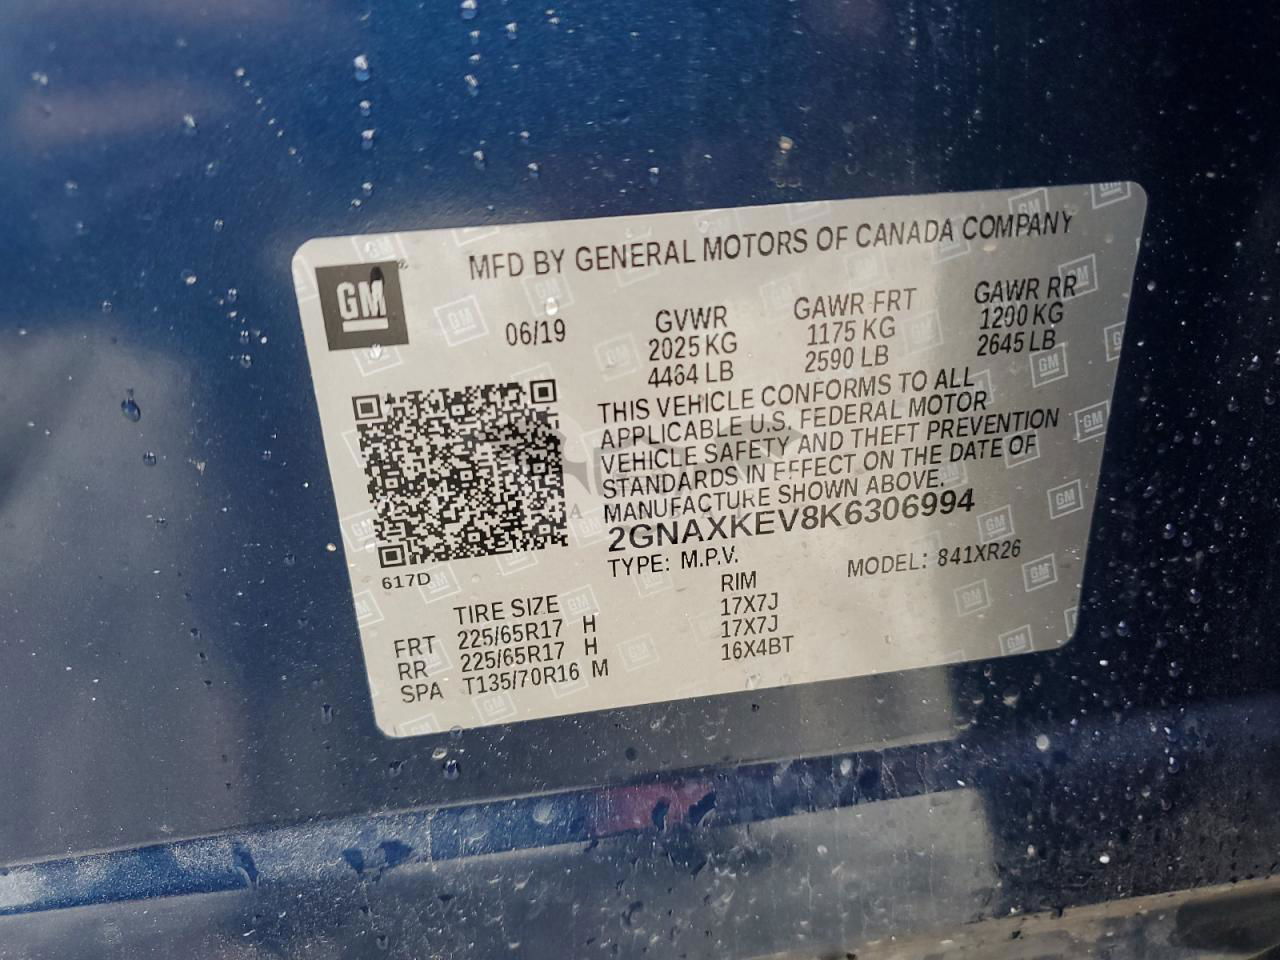 GM
MFD BY GENERAL MOTORS OF CANADA COMPANY
06/19
GVWR
2025 KG
4464 LB
GAWR FRT
1175 KG
2590 LB
GAWR RR
1200 KG
2645 LB
THIS VEHICLE CONFORMS TO ALL
APPLICABLE U.S. FEDERAL MOTOR
VEHICLE SAFETY AND THEFT PREVENTION
STANDARDS IN EFFECT ON THE DATE OF
MANUFACTURE SHOWN ABOVE.
2GNAXKEV8K6306994
TYPE: M.P.V.
MODEL: 841XR26
617D
TIRE SIZE RIM
FRT 225/65R17 H 17X7J
RR 225/65R17 H 17X7J
SPA T135/70R16 M 16X4BT